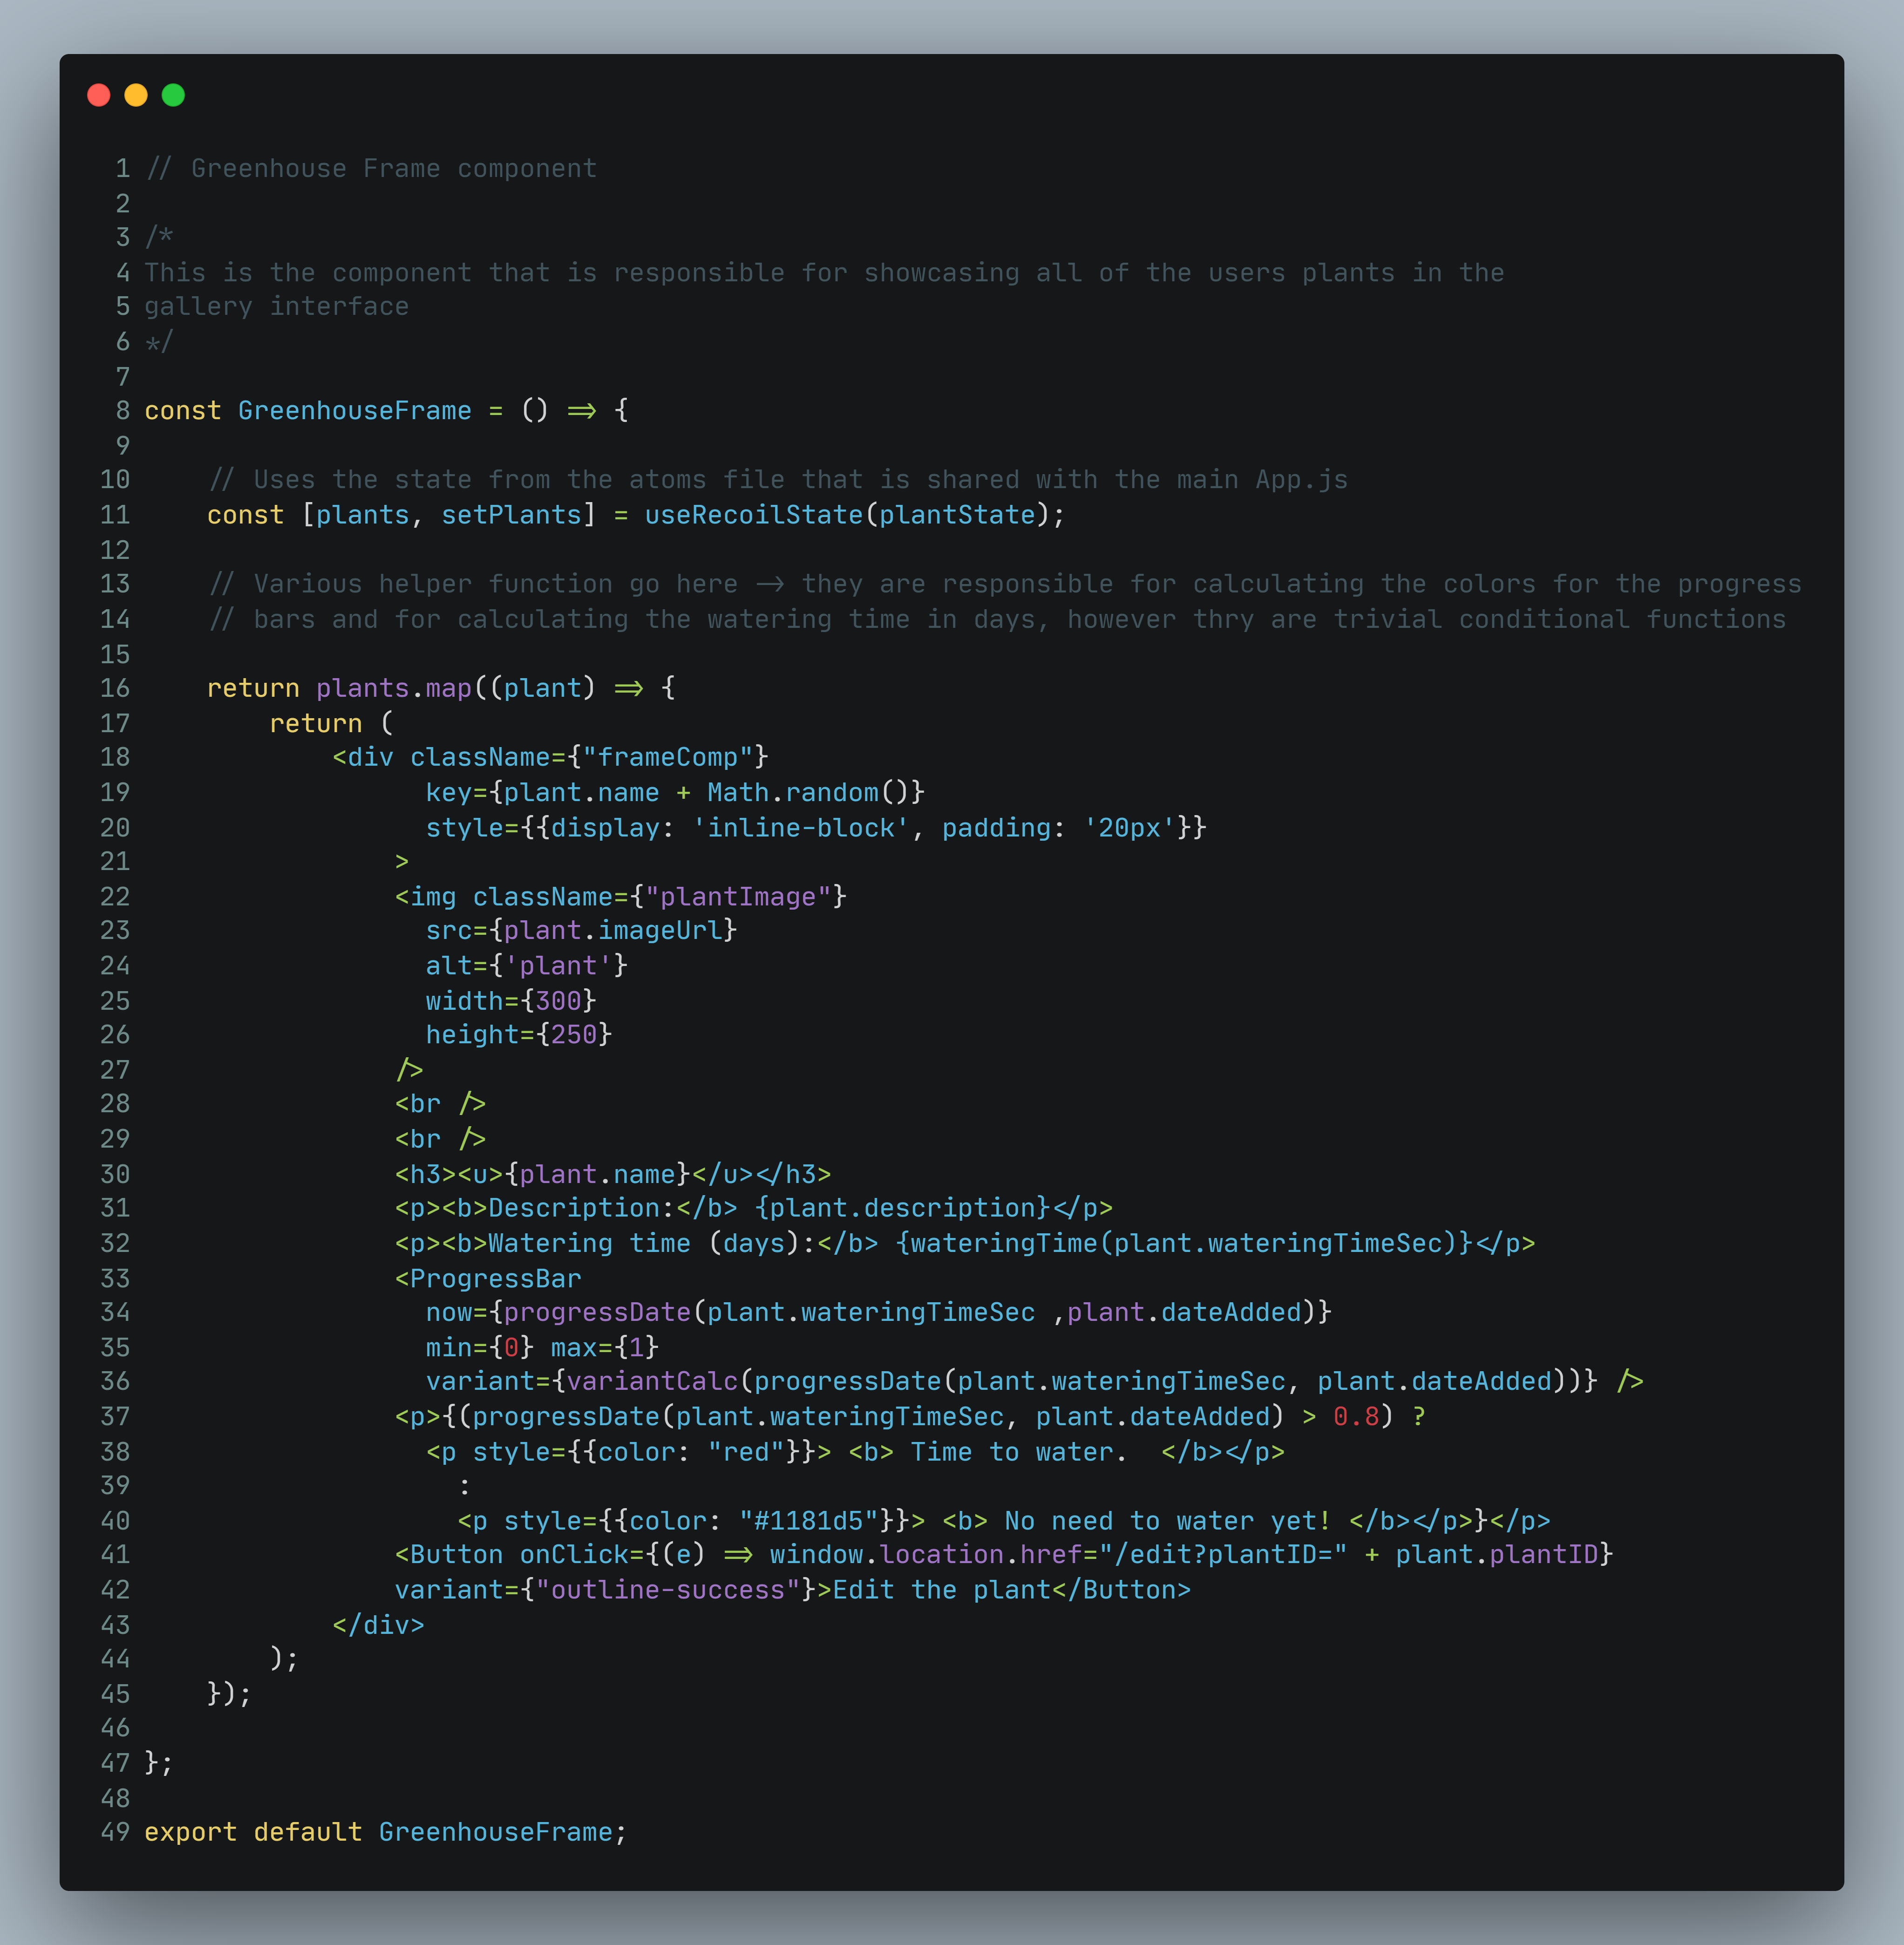 1 // Greenhouse Frame component
2
3 /*
4 This is the component that is responsible for showcasing all of the users plants in the
5 gallery interface
6 */
7
8 const GreenhouseFrame = () => {
9
10     // Uses the state from the atoms file that is shared with the main App.js
11     const [plants, setPlants] = useRecoilState(plantState);
12
13     // Various helper function go here -> they are responsible for calculating the colors for the progress
14     // bars and for calculating the watering time in days, however thry are trivial conditional functions
15
16     return plants.map((plant) => {
17         return (
18             <div className={"frameComp"}
19                   key={plant.name + Math.random()}
20                   style={{display: 'inline-block', padding: '20px'}}
21                 >
22                 <img className={"plantImage"}
23                   src={plant.imageUrl}
24                   alt={'plant'}
25                   width={300}
26                   height={250}
27                 />
28                 <br />
29                 <br />
30                 <h3><u>{plant.name}</u></h3>
31                 <p><b>Description:</b> {plant.description}</p>
32                 <p><b>Watering time (days):</b> {wateringTime(plant.wateringTimeSec)}</p>
33                 <ProgressBar
34                   now={progressDate(plant.wateringTimeSec ,plant.dateAdded)}
35                   min={0} max={1}
36                   variant={variantCalc(progressDate(plant.wateringTimeSec, plant.dateAdded))} />
37                 <p>{(progressDate(plant.wateringTimeSec, plant.dateAdded) > 0.8) ?
38                   <p style={{color: "red"}}> <b> Time to water.  </b></p>
39                     :
40                     <p style={{color: "#1181d5"}}> <b> No need to water yet! </b></p>}</p>
41                 <Button onClick={(e) => window.location.href="/edit?plantID=" + plant.plantID}
42                 variant={"outline-success"}>Edit the plant</Button>
43             </div>
44         );
45     });
46
47 };
48
49 export default GreenhouseFrame;